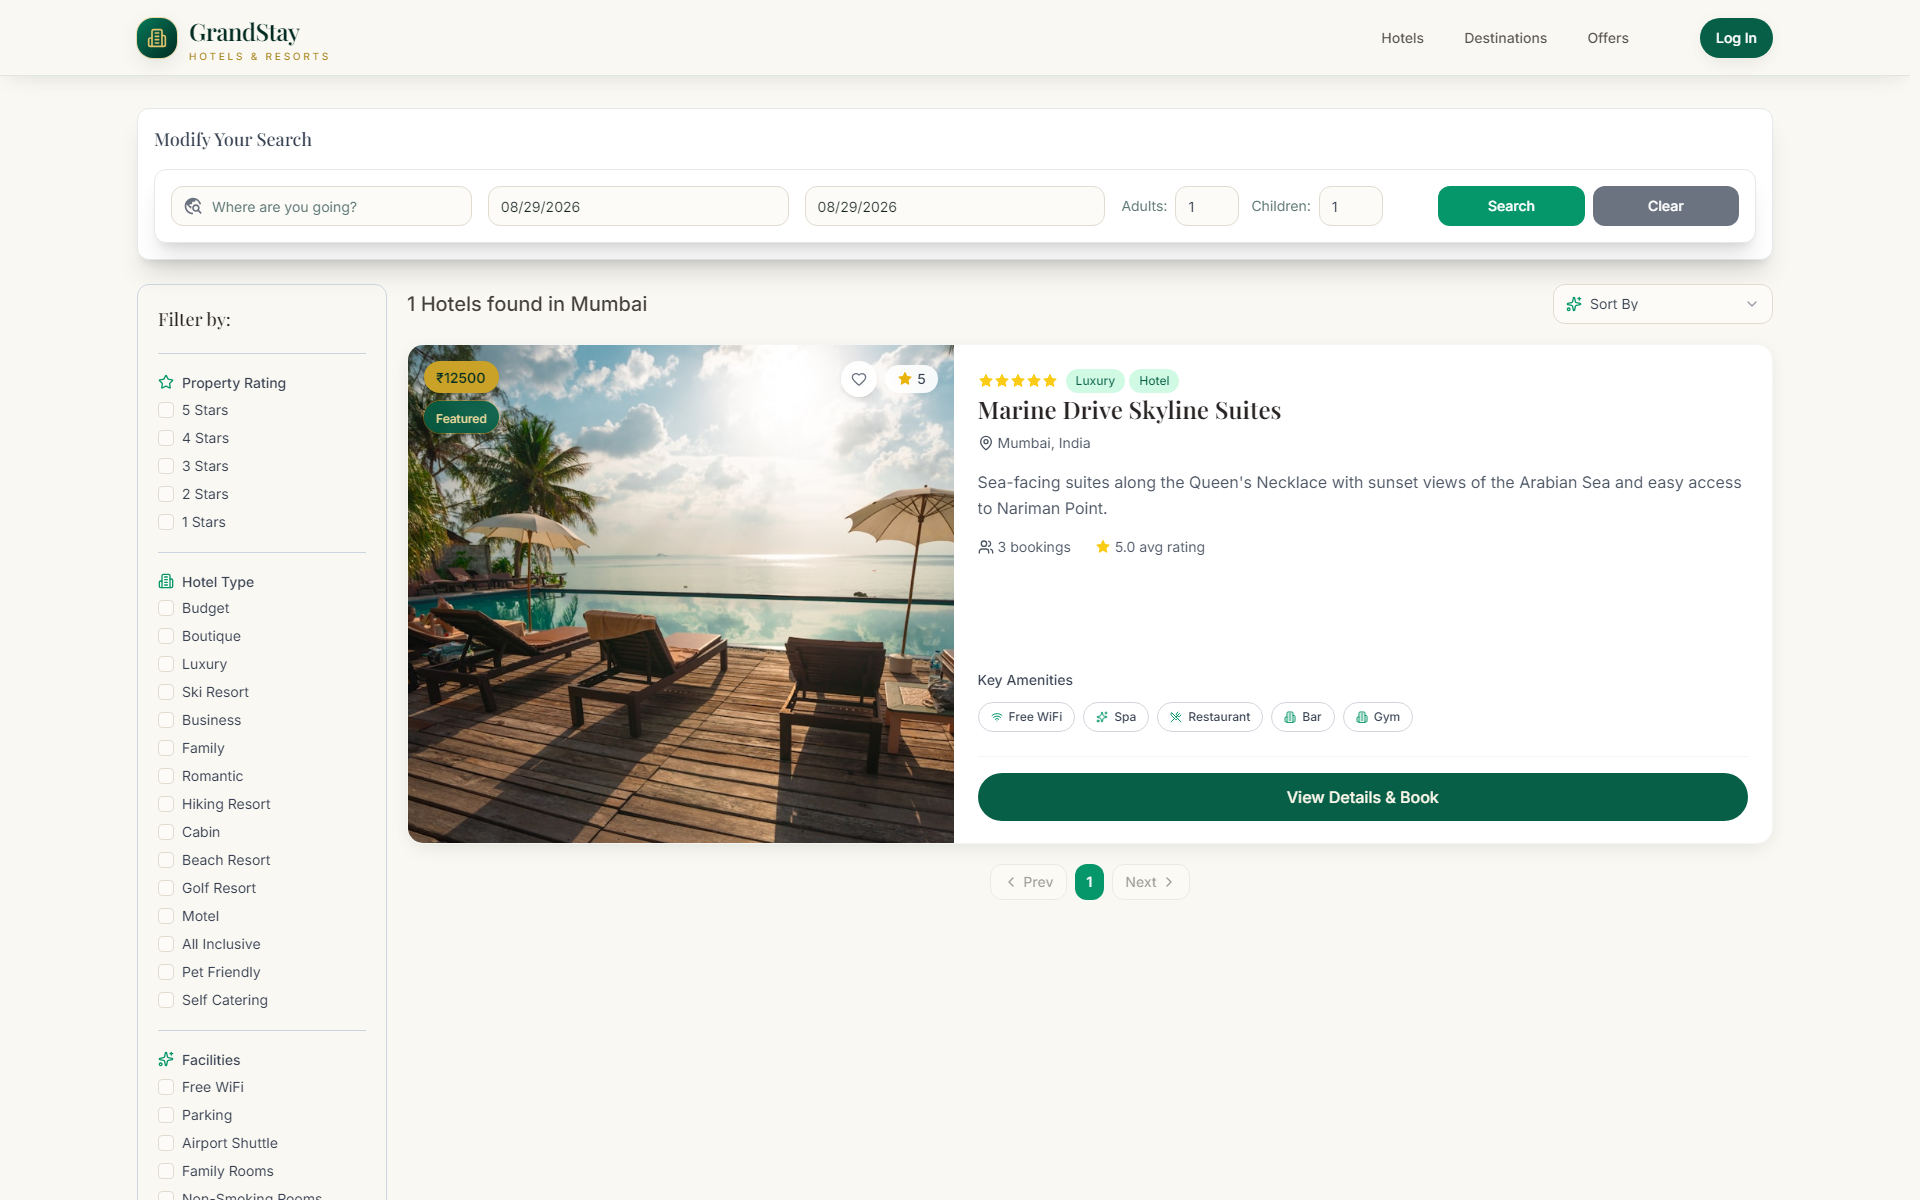 GrandStay
HOTELS & RESORTS
Hotels
Destinations
Offers
Log In
Modify Your Search
Where are you going?
08/29/2026
08/29/2026
Adults:
1
Children:
1
Search
Clear
Filter by:
Property Rating
5 Stars
4 Stars
3 Stars
2 Stars
1 Stars
Hotel Type
Budget
Boutique
Luxury
Ski Resort
Business
Family
Romantic
Hiking Resort
Cabin
Beach Resort
Golf Resort
Motel
All Inclusive
Pet Friendly
Self Catering
Facilities
Free WiFi
Parking
Airport Shuttle
Family Rooms
Non-Smoking Rooms
1 Hotels found in Mumbai
Sort By
₹12500
Featured
5
Luxury
Hotel
Marine Drive Skyline Suites
Mumbai, India
Sea-facing suites along the Queen's Necklace with sunset views of the Arabian Sea and easy access
to Nariman Point.
3 bookings
5.0 avg rating
Key Amenities
Free WiFi
Spa
Restaurant
Bar
Gym
View Details & Book
Prev
1
Next